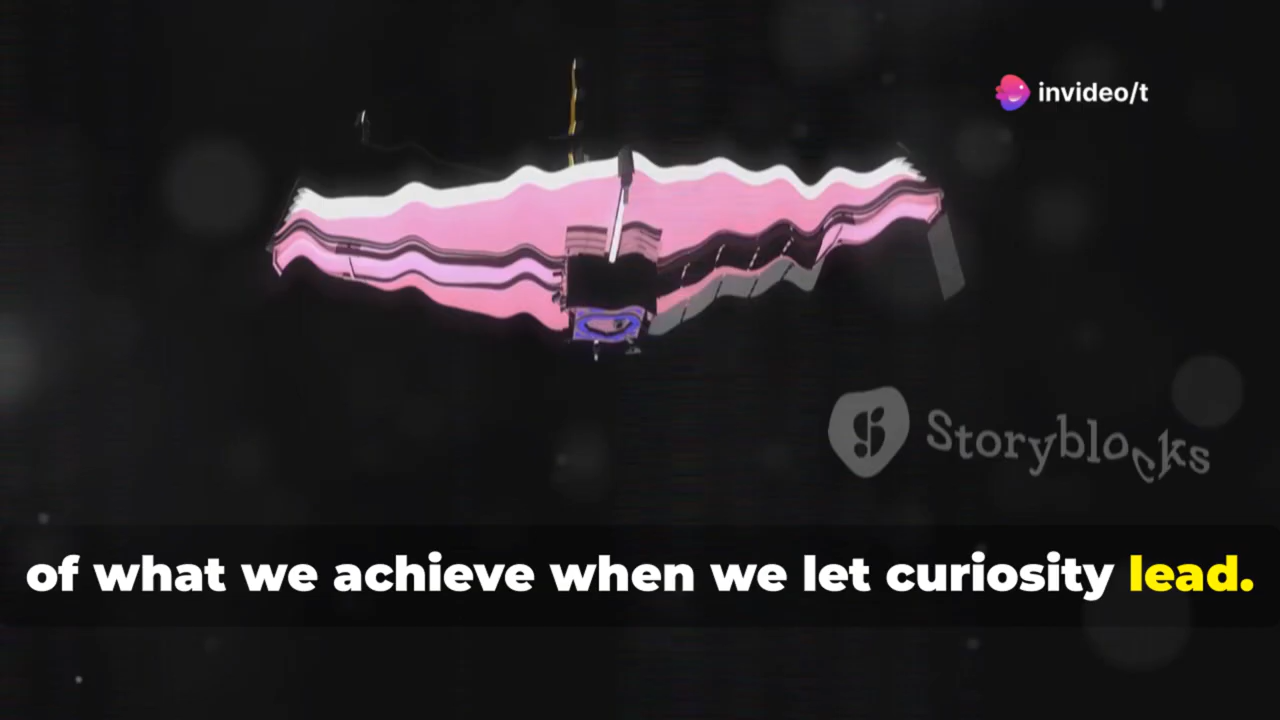 invideo/t
Storyblocks
of what we achieve when we let curiosity lead.